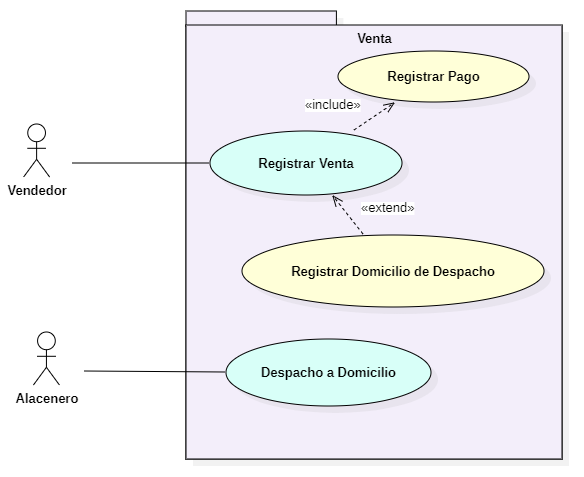 Venta
Registrar Pago
«include»
Registrar Venta
Vendedor
«extend»
Registrar Domicilio de Despacho
Despacho a Domicilio
Alacenero